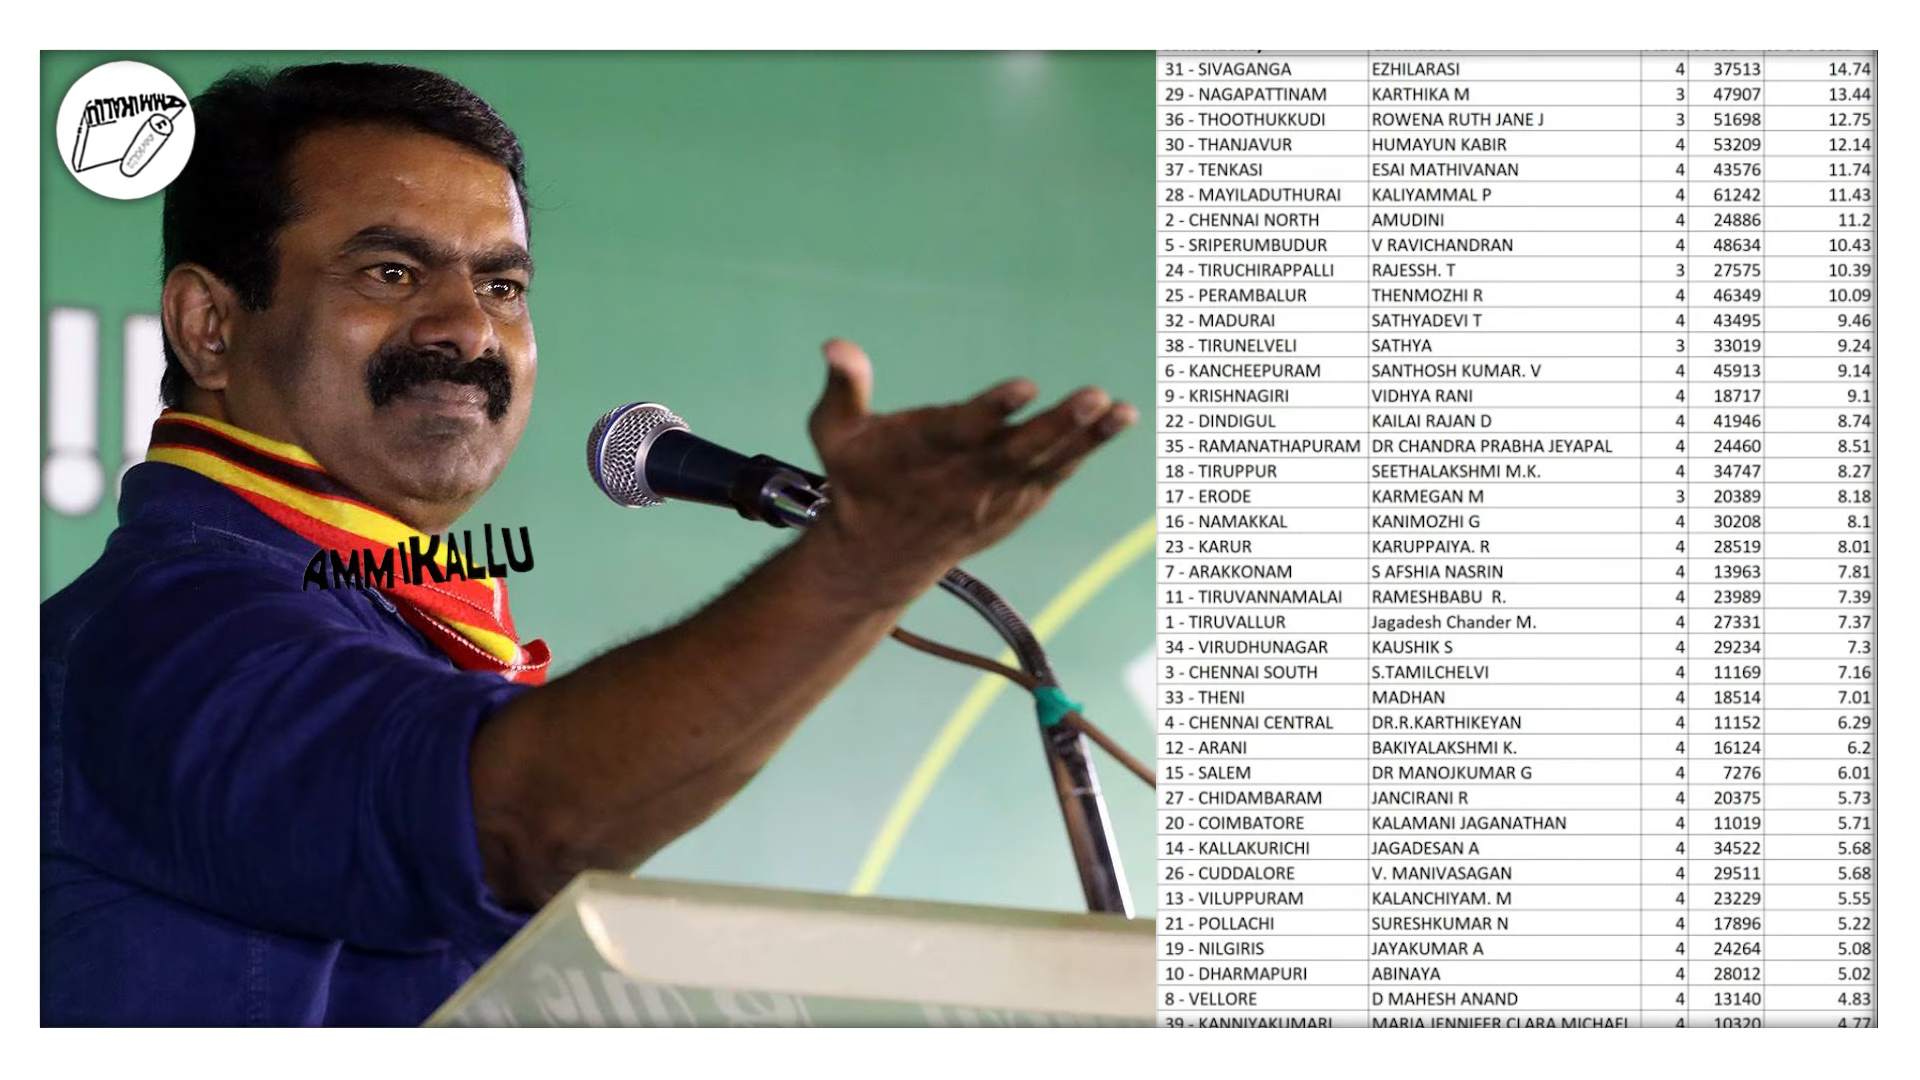 AMMIKALLU
AMMIKALLU
31 - SIVAGANGA EZHILARASI 4 37513 14.74
29 - NAGAPATTINAM KARTHIKA M 3 47907 13.44
36 - THOOTHUKKUDI ROWENA RUTH JANE J 3 51698 12.75
30 - THANJAVUR HUMAYUN KABIR 4 53209 12.14
37 - TENKASI ESAI MATHIVANAN 4 43576 11.74
28 - MAYILADUTHURAI KALIYAMMAL P 4 61242 11.43
2 - CHENNAI NORTH AMUDINI 4 24886 11.2
5 - SRIPERUMBUDUR V RAVICHANDRAN 4 48634 10.43
24 - TIRUCHIRAPPALLI RAJESSH. T 3 27575 10.39
25 - PERAMBALUR THENMOZHI R 4 46349 10.09
32 - MADURAI SATHYADEVI T 4 43495 9.46
38 - TIRUNELVELI SATHYA 3 33019 9.24
6 - KANCHEEPURAM SANTHOSH KUMAR. V 4 45913 9.14
9 - KRISHNAGIRI VIDHYA RANI 4 18717 9.1
22 - DINDIGUL KAILAI RAJAN D 4 41946 8.74
35 - RAMANATHAPURAM DR CHANDRA PRABHA JEYAPAL 4 24460 8.51
18 - TIRUPPUR SEETHALAKSHMI M.K. 4 34747 8.27
17 - ERODE KARMEGAN M 3 20389 8.18
16 - NAMAKKAL KANIMOZHI G 4 30208 8.1
23 - KARUR KARUPPAIYA. R 4 28519 8.01
7 - ARAKKONAM S AFSHIA NASRIN 4 13963 7.81
11 - TIRUVANNAMALAI RAMESHBABU R. 4 23989 7.39
1 - TIRUVALLUR Jagadesh Chander M. 4 27331 7.37
34 - VIRUDHUNAGAR KAUSHIK S 4 29234 7.3
3 - CHENNAI SOUTH S.TAMILCHELVI 4 11169 7.16
33 - THENI MADHAN 4 18514 7.01
4 - CHENNAI CENTRAL DR.R.KARTHIKEYAN 4 11152 6.29
12 - ARANI BAKIYALAKSHMI K. 4 16124 6.2
15 - SALEM DR MANOJKUMAR G 4 7276 6.01
27 - CHIDAMBARAM JANCIRANI R 4 20375 5.73
20 - COIMBATORE KALAMANI JAGANATHAN 4 11019 5.71
14 - KALLAKURICHI JAGADESAN A 4 34522 5.68
26 - CUDDALORE V. MANIVASAGAN 4 29511 5.68
13 - VILUPPURAM KALANCHIYAM. M 4 23229 5.55
21 - POLLACHI SURESHKUMAR N 4 17896 5.22
19 - NILGIRIS JAYAKUMAR A 4 24264 5.08
10 - DHARMAPURI ABINAYA 4 28012 5.02
8 - VELLORE D MAHESH ANAND 4 13140 4.83
39 - KANNIYAKUMARI MARIA JENNIFER CLARA MICHAEL 4 10320 4.77